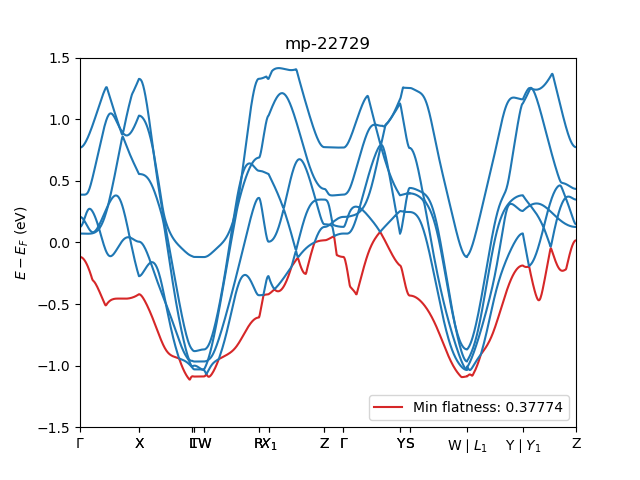 mp-22729
E − E_F (eV)
1.5
1.0
0.5
0.0
−0.5
−1.0
−1.5
Min flatness: 0.37774
Γ X W R X₁ Z Γ Y S W | L₁ Y | Y₁ Z